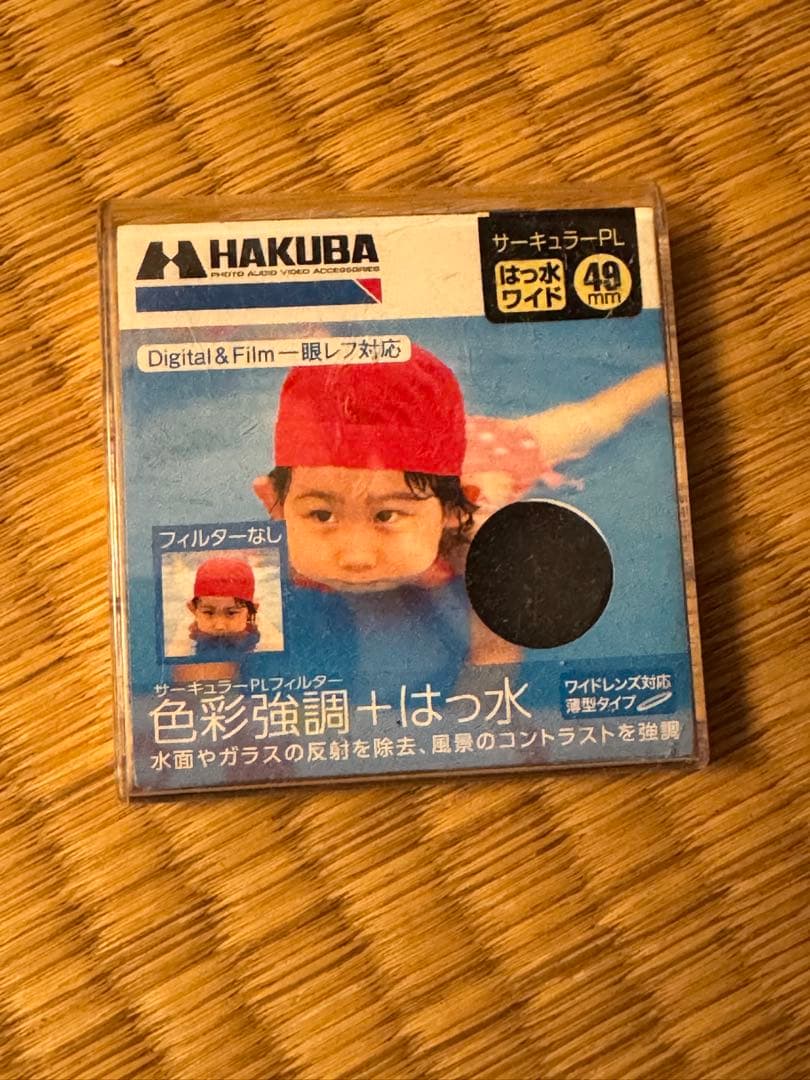 HAKUBA
PHOTO AUDIO VIDEO ACCESSORIES
サーキュラーPL
はっ水
ワイド
49
mm
Digital & Film 一眼レフ対応
フィルターなし
サーキュラーPLフィルター
色彩強調+はっ水
ワイドレンズ対応
薄型タイプ
水面やガラスの反射を除去、風景のコントラストを強調